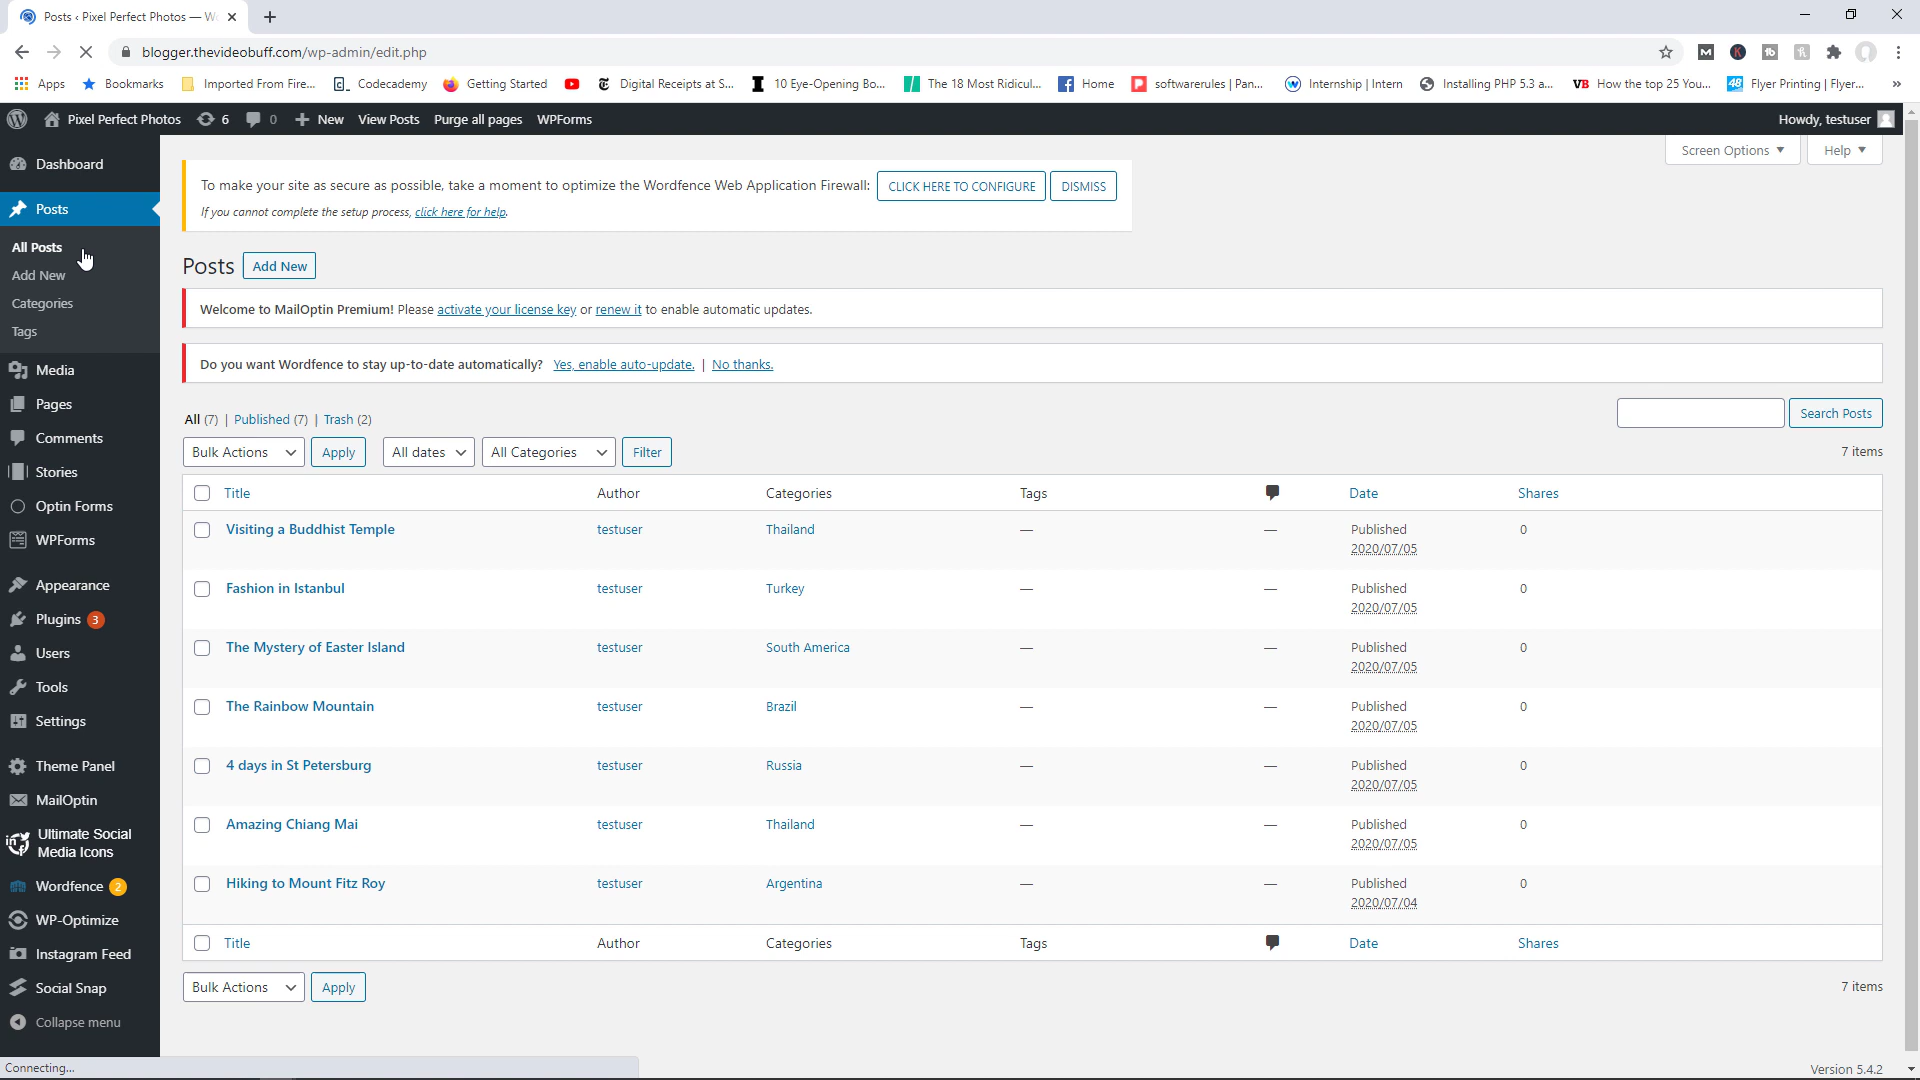 Posts ‹ Pixel Perfect Photos — W
blogger.thevideobuff.com/wp-admin/edit.php
Apps
Bookmarks
Imported From Fire...
Codecademy
Getting Started
Digital Receipts at S...
10 Eye-Opening Bo...
The 18 Most Ridicul...
Home
softwarerules | Pan...
Internship | Intern
Installing PHP 5.3 a...
VB How the top 25 You...
48 Flyer Printing | Flyer...
»
Pixel Perfect Photos
6
0
New
View Posts
Purge all pages
WPForms
Howdy, testuser
Dashboard
Posts
All Posts
Add New
Categories
Tags
Media
Pages
Comments
Stories
Optin Forms
WPForms
Appearance
Plugins 3
Users
Tools
Settings
Theme Panel
MailOptin
Ultimate Social
Media Icons
Wordfence 2
WP-Optimize
Instagram Feed
Social Snap
Collapse menu
Screen Options
Help
To make your site as secure as possible, take a moment to optimize the Wordfence Web Application Firewall: CLICK HERE TO CONFIGURE DISMISS
If you cannot complete the setup process, click here for help.
Posts Add New
Welcome to MailOptin Premium! Please activate your license key or renew it to enable automatic updates.
Do you want Wordfence to stay up-to-date automatically? Yes, enable auto-update. | No thanks.
All (7) | Published (7) | Trash (2)
Search Posts
Bulk Actions Apply All dates All Categories Filter 7 items
Title Author Categories Tags Date Shares
Visiting a Buddhist Temple testuser Thailand — — Published 0
2020/07/05
Fashion in Istanbul testuser Turkey — — Published 0
2020/07/05
The Mystery of Easter Island testuser South America — — Published 0
2020/07/05
The Rainbow Mountain testuser Brazil — — Published 0
2020/07/05
4 days in St Petersburg testuser Russia — — Published 0
2020/07/05
Amazing Chiang Mai testuser Thailand — — Published 0
2020/07/05
Hiking to Mount Fitz Roy testuser Argentina — — Published 0
2020/07/04
Title Author Categories Tags Date Shares
Bulk Actions Apply 7 items
Connecting...
Version 5.4.2